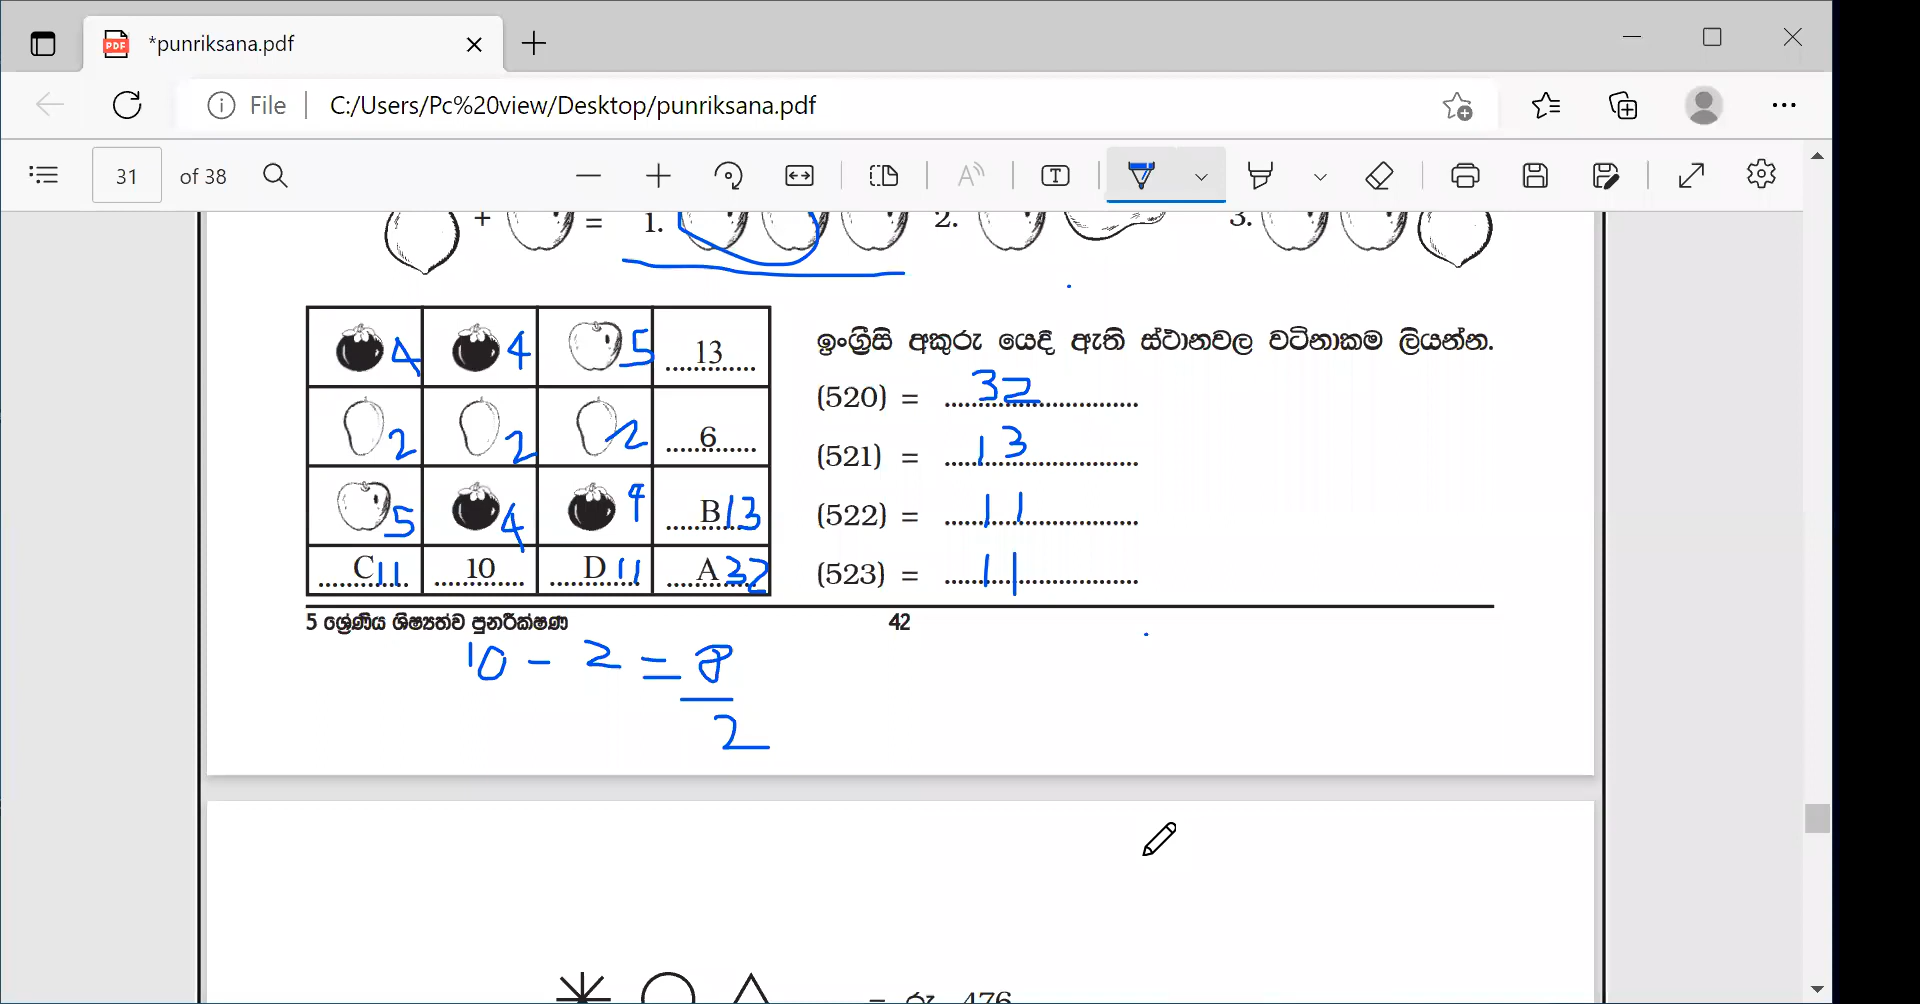 *punriksana.pdf
File C:/Users/Pc%20view/Desktop/punriksana.pdf
31 of 38
+ = 1. 2. 3.
4 4 5 13
2 2 2 6
5 4 4 B 13
C 11 10 D 11 A 32
ඉංග්‍රීසි අකුරු යෙදී ඇති ස්ථානවල වටිනාකම ලියන්න.
(520) = 32
(521) = 13
(522) = 11
(523) = 11
5 ශ්‍රේණිය ශිෂ්‍යත්ව පුනරීක්ෂණ 42
10 - 2 = 8
2
= රු. 476